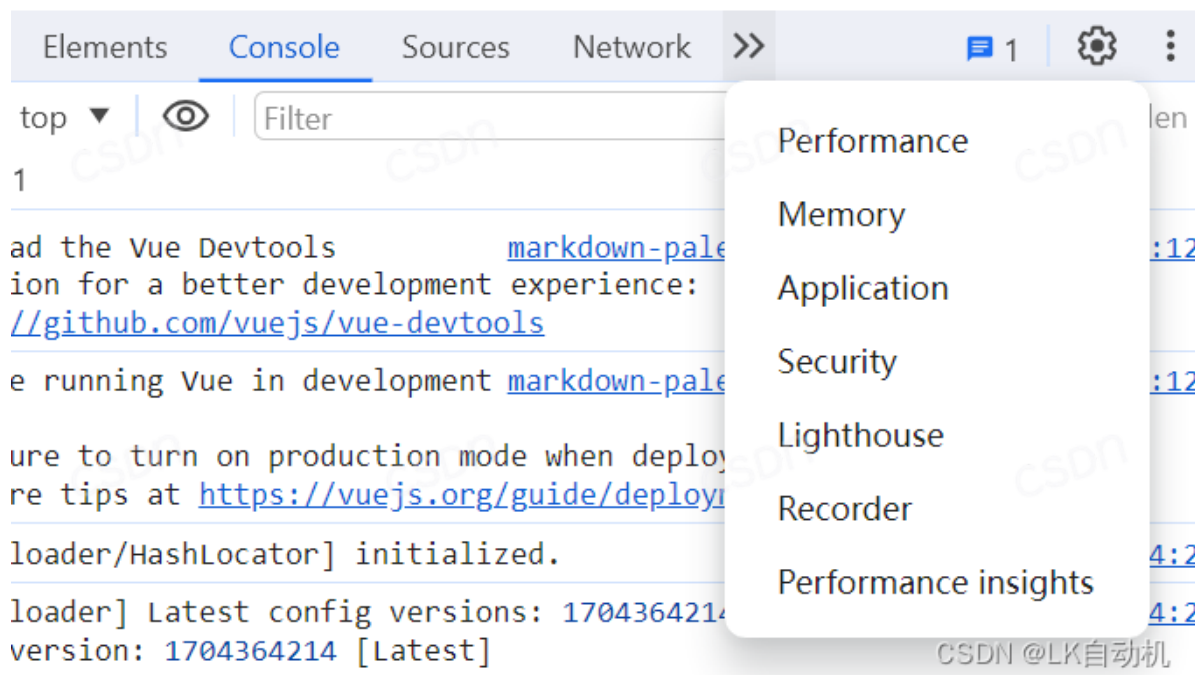 Elements Console Sources Network 1
top Filter
Performance
Memory
Application
Security
Lighthouse
Recorder
Performance insights
1
ad the Vue Devtools markdown-pale :12
ion for a better development experience:
//github.com/vuejs/vue-devtools
e running Vue in development markdown-pale :12
ure to turn on production mode when deploy
re tips at https://vuejs.org/guide/deploy
loader/HashLocator] initialized. 4:2
loader] Latest config versions: 1704364214 4:2
version: 1704364214 [Latest]
CSDN @LK自动机